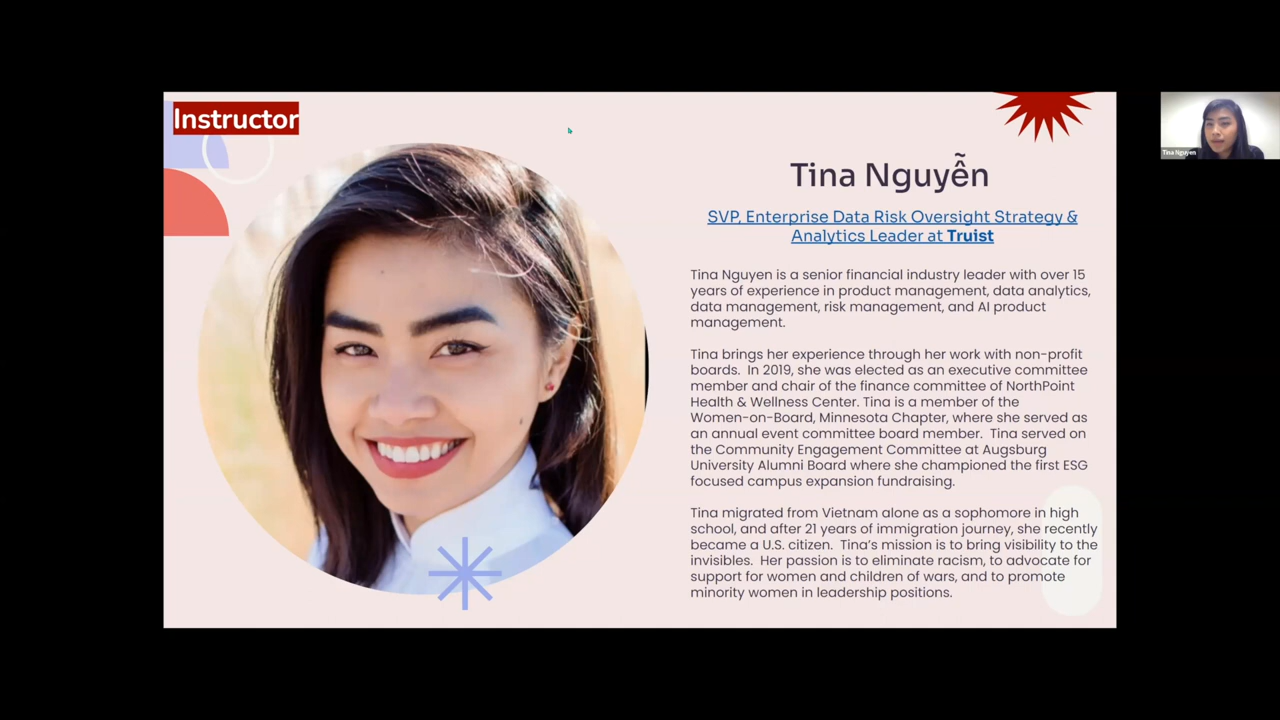 Instructor
Tina Nguyễn
SVP, Enterprise Data Risk Oversight Strategy &
Analytics Leader at Truist
Tina Nguyen is a senior financial industry leader with over 15
years of experience in product management, data analytics,
data management, risk management, and AI product
management.
Tina brings her experience through her work with non-profit
boards.  In 2019, she was elected as an executive committee
member and chair of the finance committee of NorthPoint
Health & Wellness Center. Tina is a member of the
Women-on-Board, Minnesota Chapter, where she served as
an annual event committee board member.  Tina served on
the Community Engagement Committee at Augsburg
University Alumni Board where she championed the first ESG
focused campus expansion fundraising.
Tina migrated from Vietnam alone as a sophomore in high
school, and after 21 years of immigration journey, she recently
became a U.S. citizen.  Tina's mission is to bring visibility to the
invisibles.  Her passion is to eliminate racism, to advocate for
support for women and children of wars, and to promote
minority women in leadership positions.
Tina Nguyen